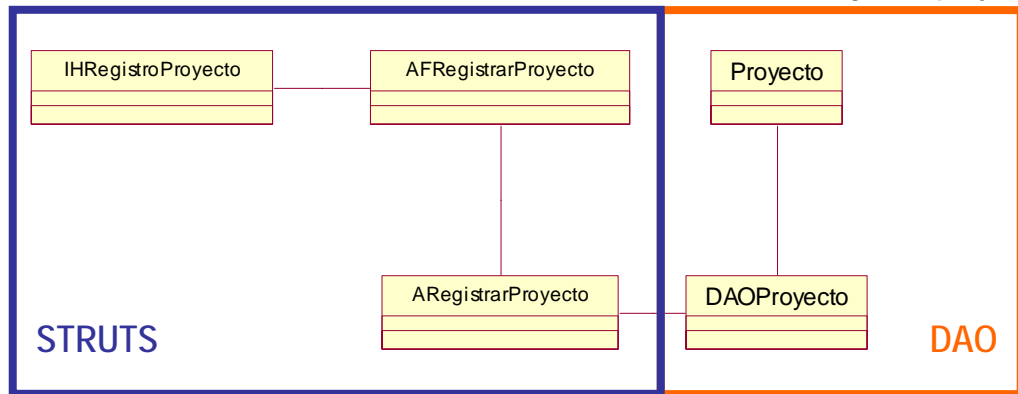 IHRegistroProyecto
AFRegistrarProyecto
Proyecto
ARegistrarProyecto
DAOProyecto
STRUTS
DAO